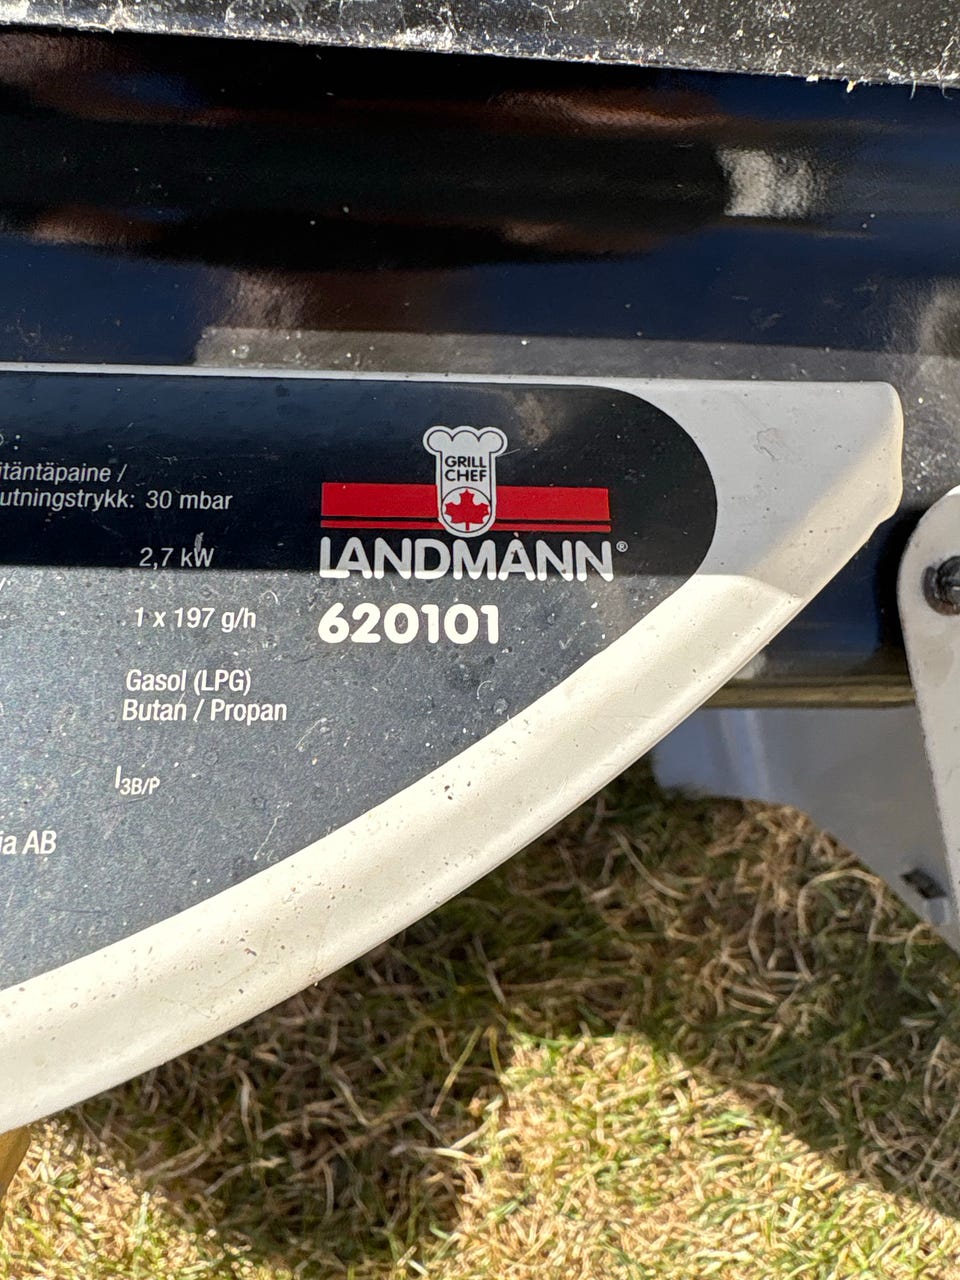 itäntäpaine /
utningstrykk: 30 mbar
2,7 kW
1 x 197 g/h
Gasol (LPG)
Butan / Propan
I3B/P
ia AB
GRILL
CHEF
LANDMANN®
620101